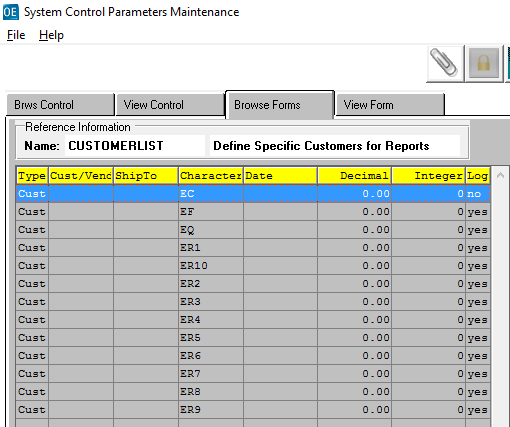 OE System Control Parameters Maintenance
File Help
Brws Control View Control Browse Forms View Form
Reference Information
Name: CUSTOMERLIST Define Specific Customers for Reports
Type Cust/Vend ShipTo Character Date Decimal Integer Log
Cust EC 0.00 0 no
Cust EF 0.00 0 yes
Cust EQ 0.00 0 yes
Cust ER1 0.00 0 yes
Cust ER10 0.00 0 yes
Cust ER2 0.00 0 yes
Cust ER3 0.00 0 yes
Cust ER4 0.00 0 yes
Cust ER5 0.00 0 yes
Cust ER6 0.00 0 yes
Cust ER7 0.00 0 yes
Cust ER8 0.00 0 yes
Cust ER9 0.00 0 yes